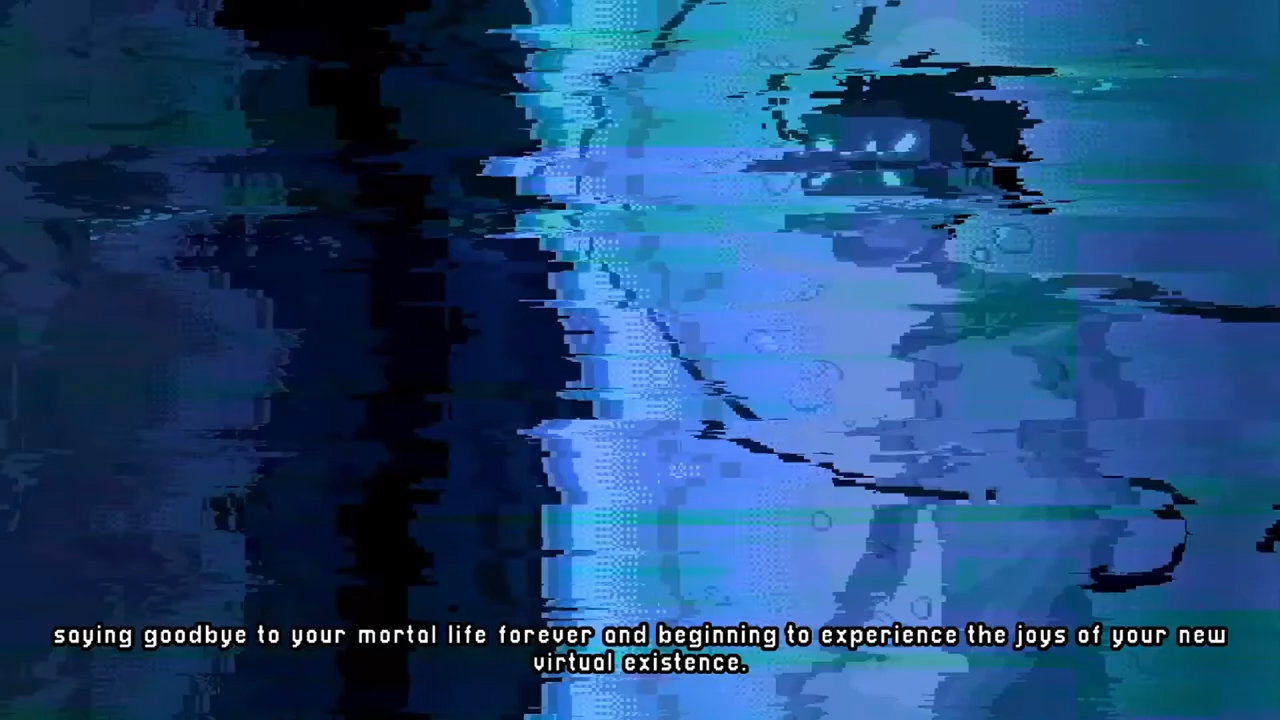 saying goodbye to your mortal life forever and beginning to experience the joys of your new
virtual existence.